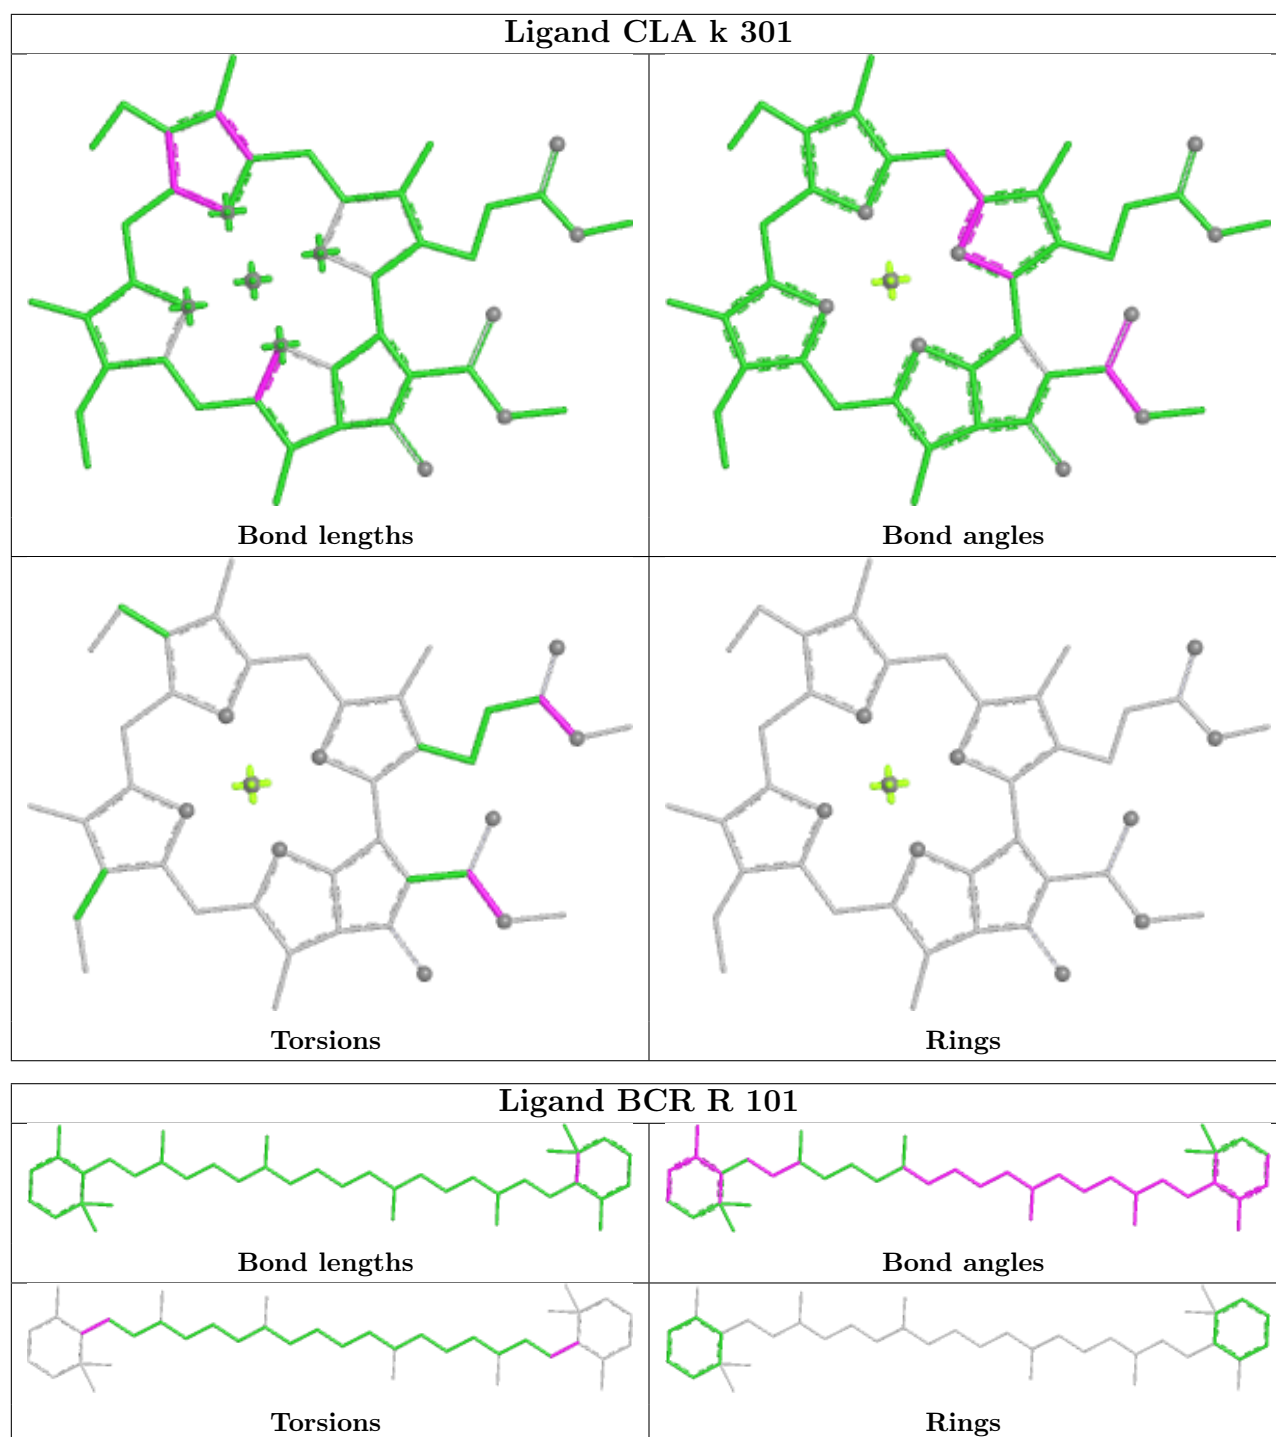 Ligand CLA k 301
Bond lengths
Bond angles
Torsions
Rings
Ligand BCR R 101
Bond lengths
Bond angles
Torsions
Rings